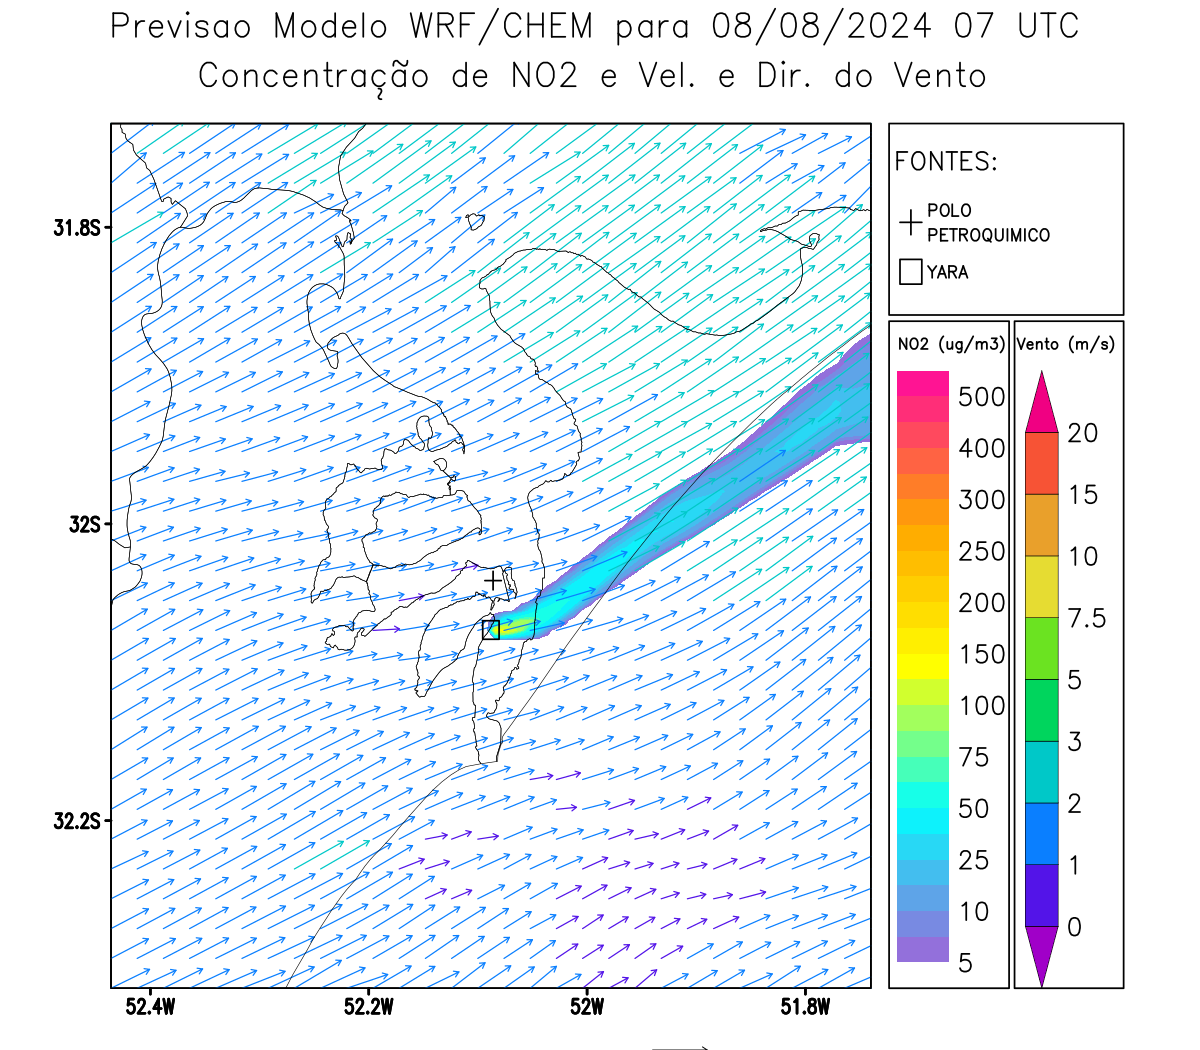 Previsao Modelo WRF/CHEM para 08/08/2024 07 UTC
Concentração de NO2 e Vel. e Dir. do Vento
FONTES:
POLO
PETROQUIMICO
YARA
31.8S
32S
32.2S
52.4W
52.2W
52W
51.8W
NO2 (ug/m3)
500
400
300
250
200
150
100
75
50
25
10
5
Vento (m/s)
20
15
10
7.5
5
3
2
1
0